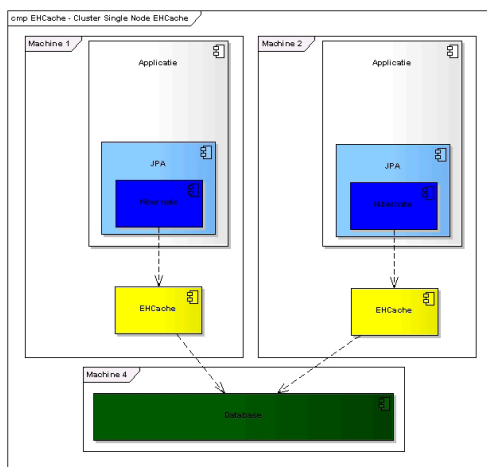 cmp EHCache - Cluster Single Node EHCache
Machine 1
Machine 2
Applicatie
Applicatie
JPA
JPA
Hibernate
Hibernate
EHCache
EHCache
Machine 4
Database